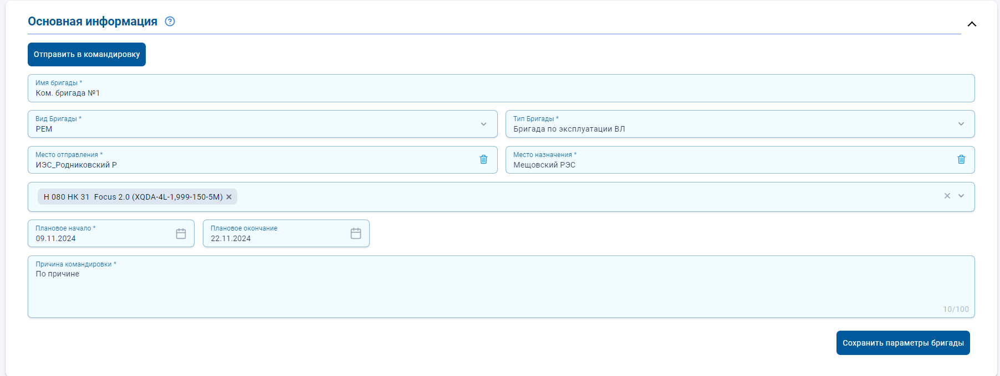 Основная информация
Отправить в командировку
Имя бригады *
Ком. бригада №1
Вид Бригады *
РЕМ
Тип Бригады *
Бригада по эксплуатации ВЛ
Место отправления *
ИЭС_Родниковский Р
Место назначения *
Мещовский РЭС
Н 080 НК 31 Focus 2.0 (XQDA-4L-1,999-150-5M)
Плановое начало *
09.11.2024
Плановое окончание
22.11.2024
Причина командировки *
По причине
10/100
Сохранить параметры бригады